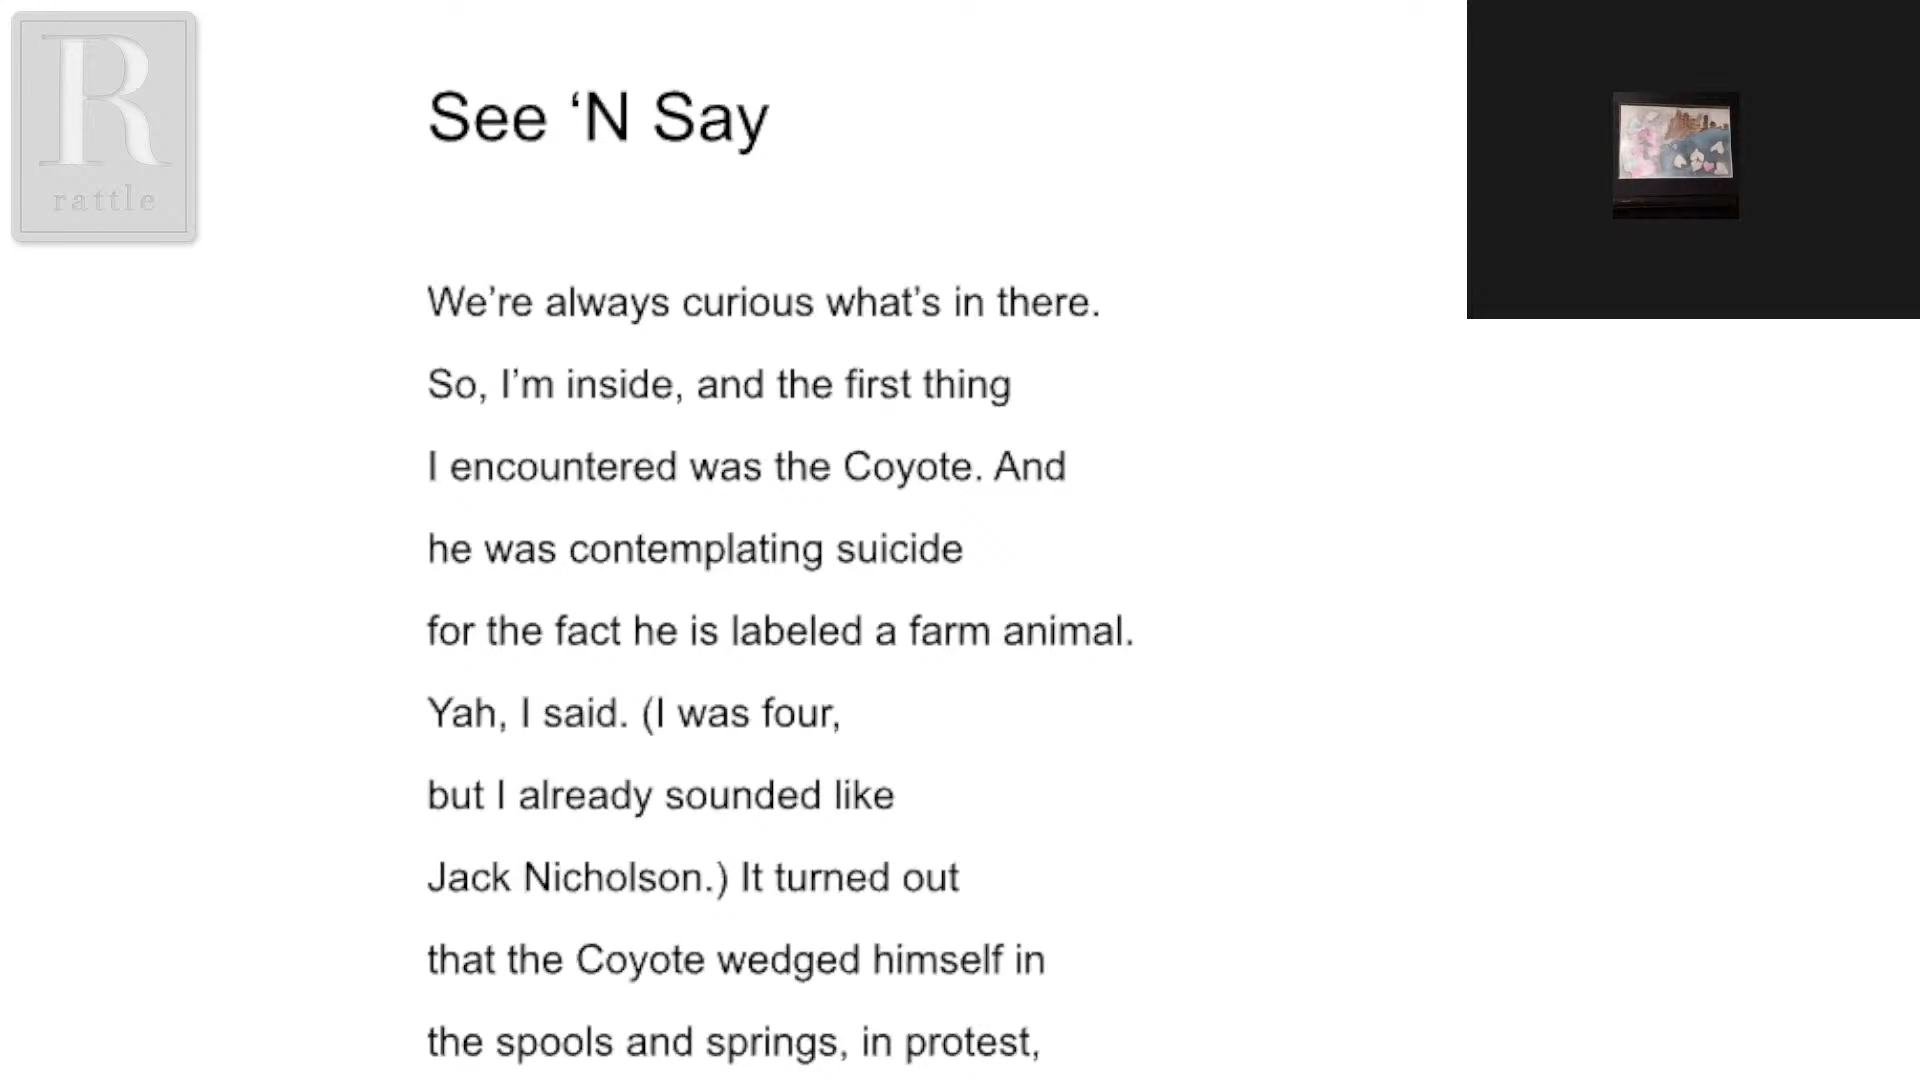 R
rattle
See ‘N Say
We’re always curious what’s in there.
So, I’m inside, and the first thing
I encountered was the Coyote. And
he was contemplating suicide
for the fact he is labeled a farm animal.
Yah, I said. (I was four,
but I already sounded like
Jack Nicholson.) It turned out
that the Coyote wedged himself in
the spools and springs, in protest,